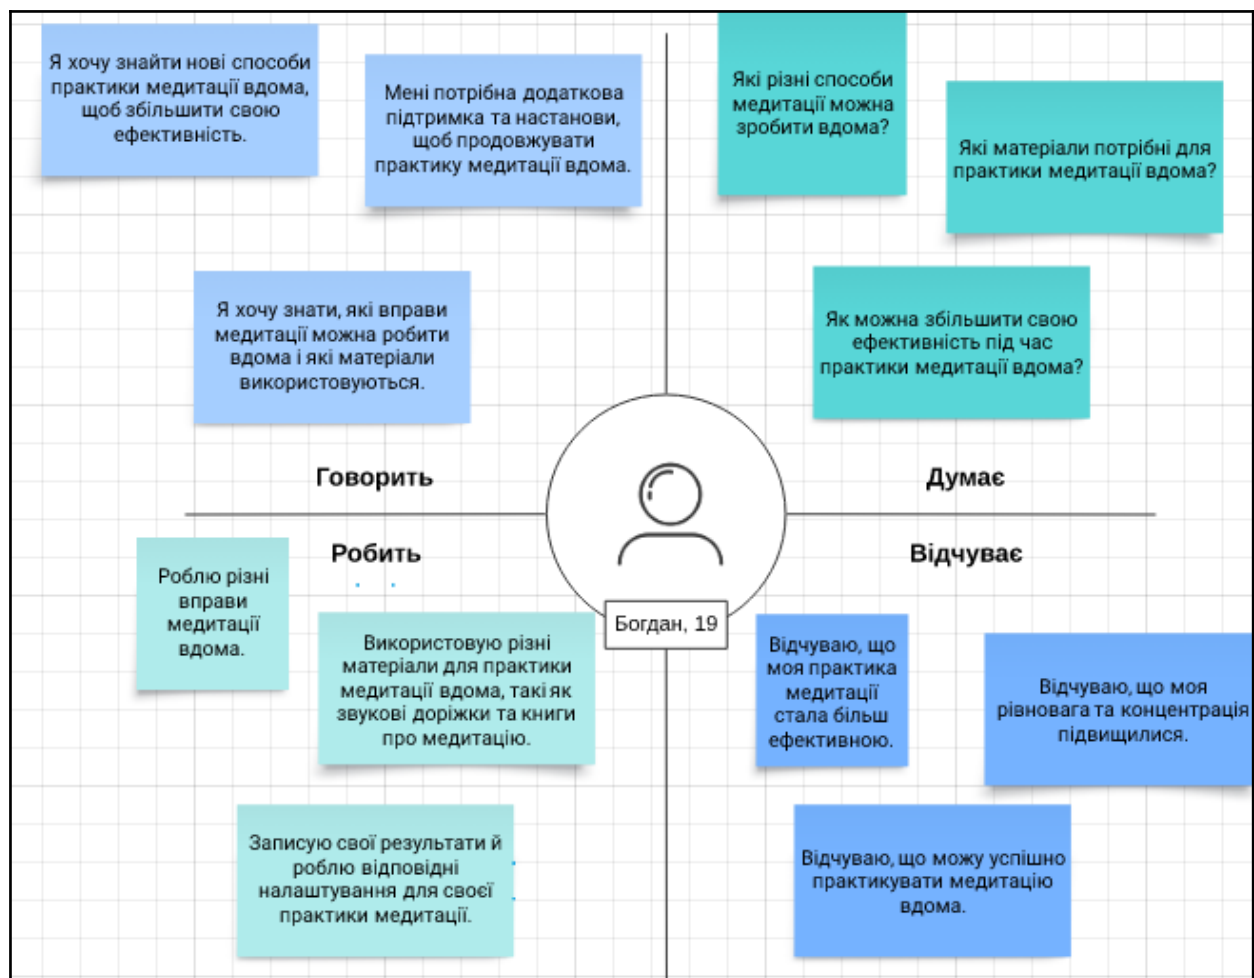 Я хочу знайти нові способи
практики медитації вдома,
щоб збільшити свою
ефективність.
Мені потрібна додаткова
підтримка та настанови,
щоб продовжувати
практику медитації вдома.
Я хочу знати, які вправи
медитації можна робити
вдома і які матеріали
використовуються.
Говорить
Які різні способи
медитації можна
зробити вдома?
Які матеріали потрібні для
практики медитації вдома?
Як можна збільшити свою
ефективність під час
практики медитації вдома?
Думає
Робить
Роблю різні
вправи
медитації
вдома.
Використовую різні
матеріали для практики
медитації вдома, такі як
звукові доріжки та книги
про медитацію.
Записую свої результати й
роблю відповідні
налаштування для своєї
практики медитації.
Богдан, 19
Відчуває
Відчуваю, що
моя практика
медитації
стала більш
ефективною.
Відчуваю, що моя
рівновага та концентрація
підвищилися.
Відчуваю, що можу успішно
практикувати медитацію
вдома.